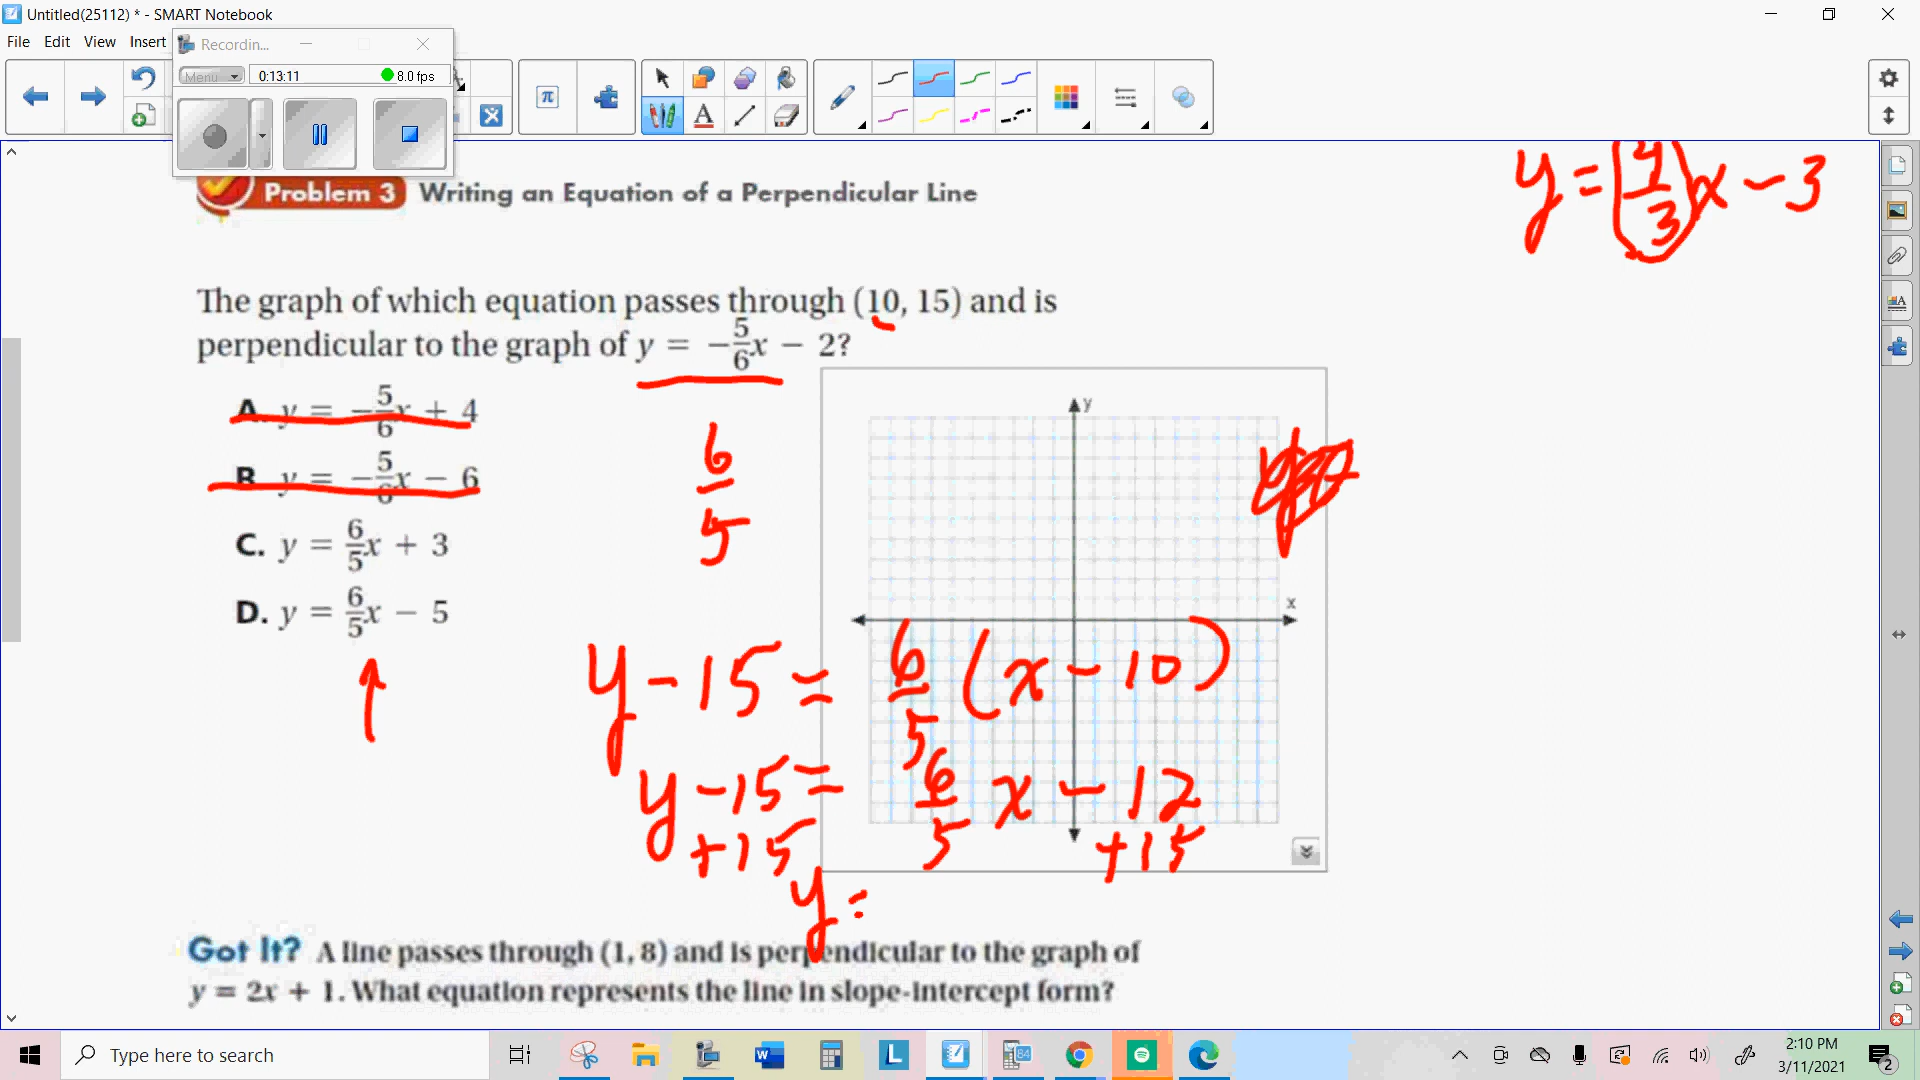 Untitled(25112) * - SMART Notebook
File Edit View Insert
Recordin...
Menu 0:13:11 8.0 fps
Problem 3 Writing an Equation of a Perpendicular Line
y = (4/3)x - 3
The graph of which equation passes through (10, 15) and is
perpendicular to the graph of y = -5/6x - 2?
A. y = -5/6x + 4
B. y = -5/6x - 6
C. y = 6/5x + 3
D. y = 6/5x - 5
6/5
y
x
y - 15 = 6/5 (x - 10)
y - 15 = 6/5 x - 12
+15 +15
y =
Got It? A line passes through (1, 8) and is perpendicular to the graph of
y = 2x + 1. What equation represents the line in slope-intercept form?
Type here to search
2:10 PM
3/11/2021
2